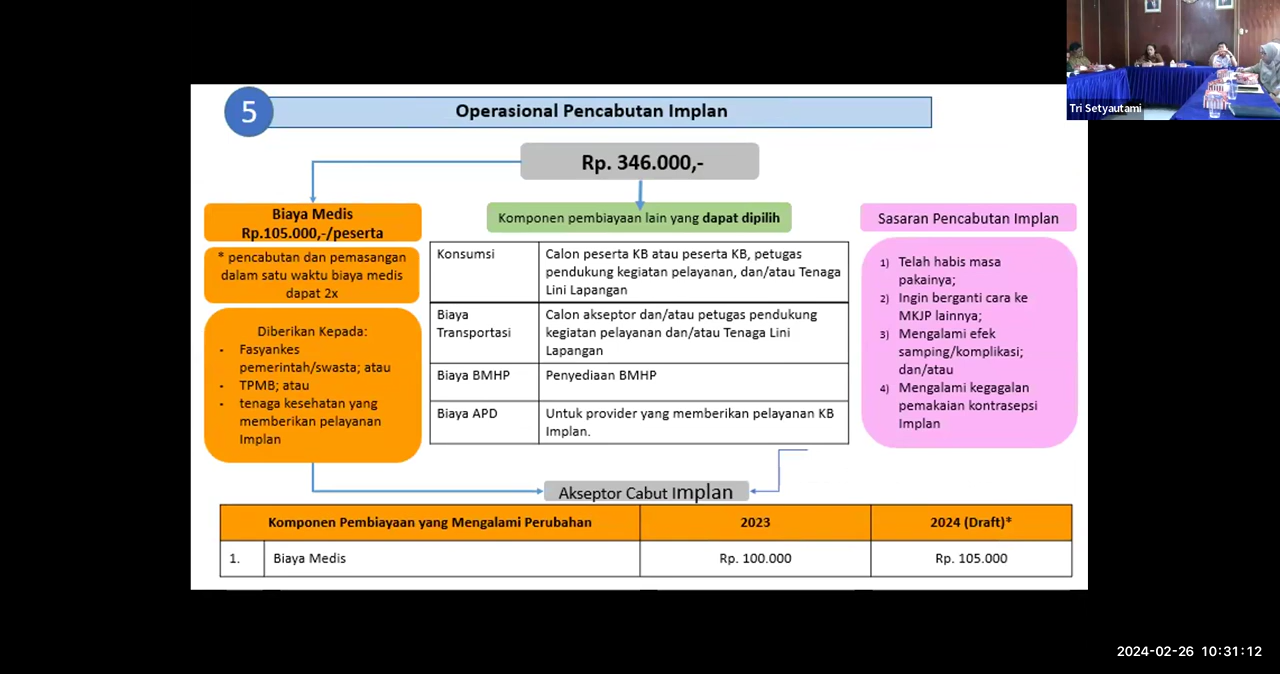 5
Operasional Pencabutan Implan
Tri Setyautami
Rp. 346.000,-
Biaya Medis
Rp.105.000,-/peserta
* pencabutan dan pemasangan
dalam satu waktu biaya medis
dapat 2x
Diberikan Kepada:
- Fasyankes
pemerintah/swasta; atau
- TPMB; atau
- tenaga kesehatan yang
memberikan pelayanan
Implan
Komponen pembiayaan lain yang dapat dipilih
Konsumsi
Calon peserta KB atau peserta KB, petugas
pendukung kegiatan pelayanan, dan/atau Tenaga
Lini Lapangan
Biaya
Transportasi
Calon akseptor dan/atau petugas pendukung
kegiatan pelayanan dan/atau Tenaga Lini
Lapangan
Biaya BMHP
Penyediaan BMHP
Biaya APD
Untuk provider yang memberikan pelayanan KB
Implan.
Sasaran Pencabutan Implan
1) Telah habis masa
pakainya;
2) Ingin berganti cara ke
MKJP lainnya;
3) Mengalami efek
samping/komplikasi;
dan/atau
4) Mengalami kegagalan
pemakaian kontrasepsi
Implan
Akseptor Cabut Implan
Komponen Pembiayaan yang Mengalami Perubahan
2023
2024 (Draft)*
1.
Biaya Medis
Rp. 100.000
Rp. 105.000
2024-02-26 10:31:12